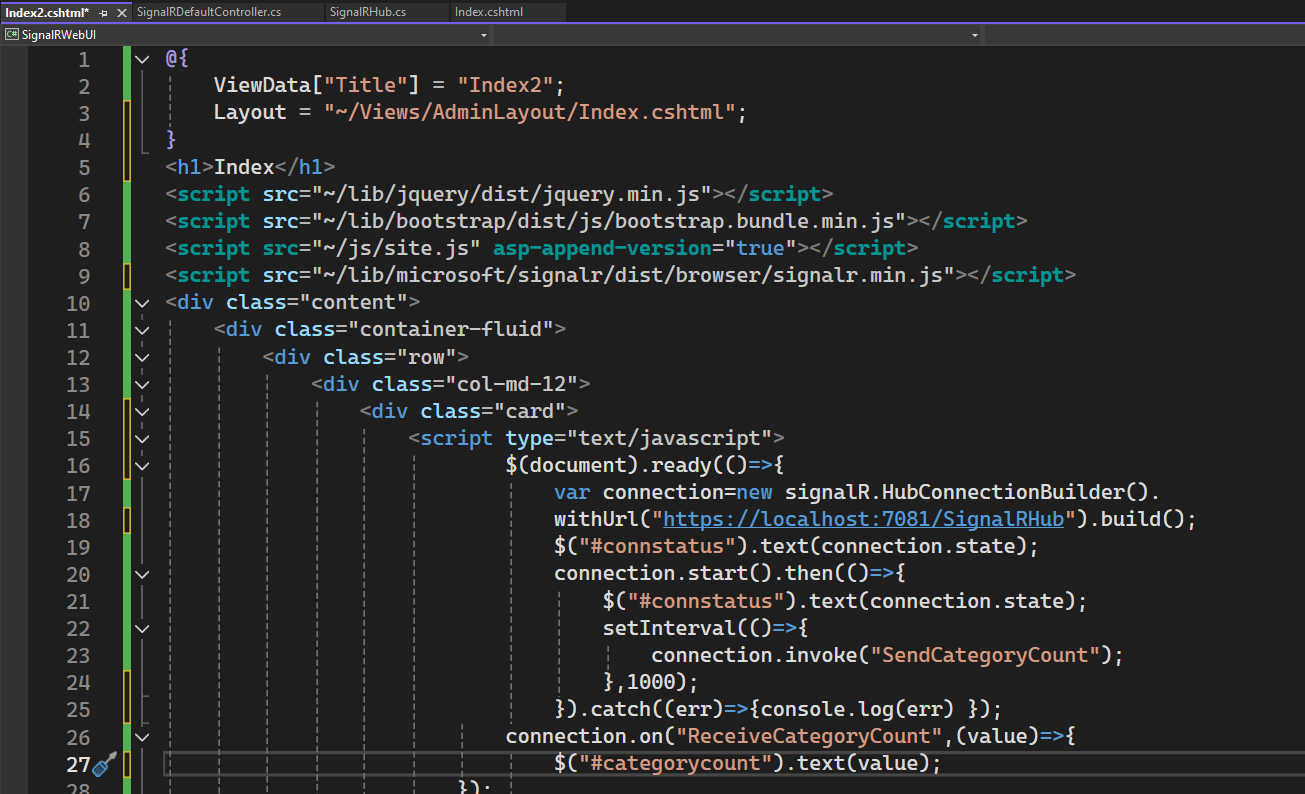 Index2.cshtml* SignalRDefaultController.cs SignalRHub.cs Index.cshtml
C# SignalRWebUI
1 @{
2 ViewData["Title"] = "Index2";
3 Layout = "~/Views/AdminLayout/Index.cshtml";
4 }
5 <h1>Index</h1>
6 <script src="~/lib/jquery/dist/jquery.min.js"></script>
7 <script src="~/lib/bootstrap/dist/js/bootstrap.bundle.min.js"></script>
8 <script src="~/js/site.js" asp-append-version="true"></script>
9 <script src="~/lib/microsoft/signalr/dist/browser/signalr.min.js"></script>
10 <div class="content">
11 <div class="container-fluid">
12 <div class="row">
13 <div class="col-md-12">
14 <div class="card">
15 <script type="text/javascript">
16 $(document).ready(()=>{
17 var connection=new signalR.HubConnectionBuilder().
18 withUrl("https://localhost:7081/SignalRHub").build();
19 $("#connstatus").text(connection.state);
20 connection.start().then(()=>{
21 $("#connstatus").text(connection.state);
22 setInterval(()=>{
23 connection.invoke("SendCategoryCount");
24 },1000);
25 }).catch((err)=>{console.log(err) });
26 connection.on("ReceiveCategoryCount",(value)=>{
27 $("#categorycount").text(value);
28 });